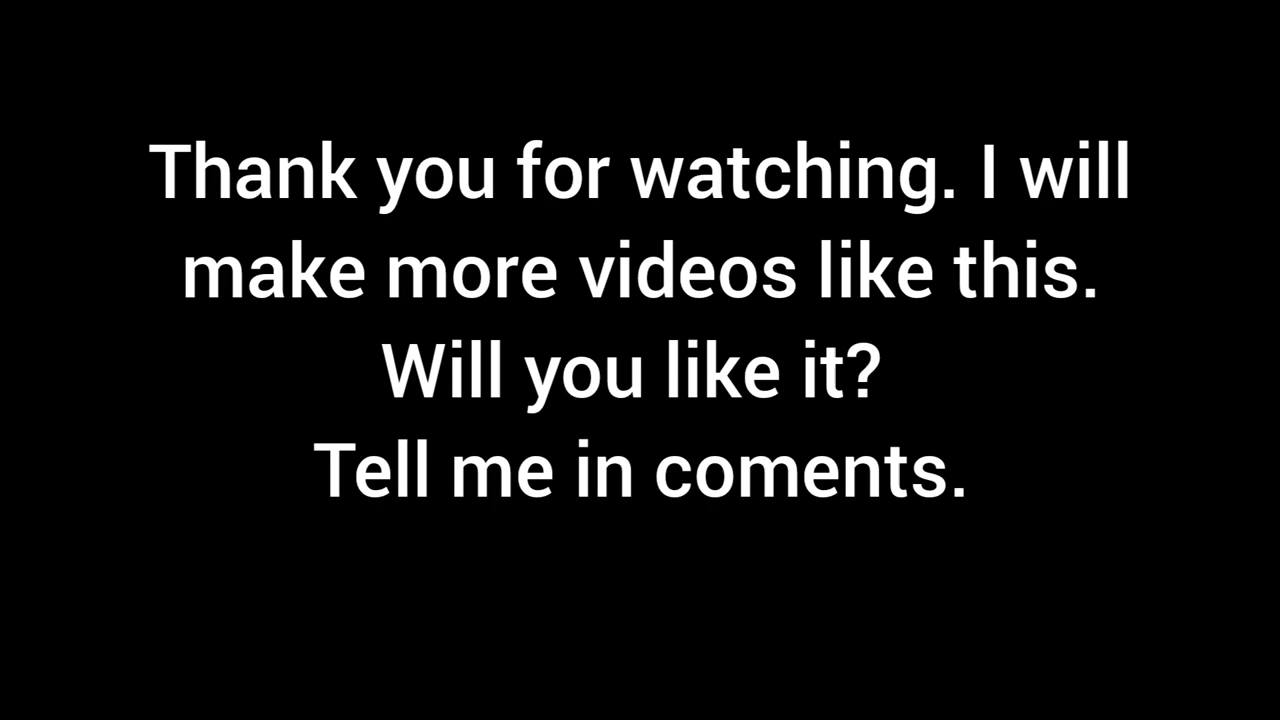 Thank you for watching. I will
make more videos like this.
Will you like it?
Tell me in coments.